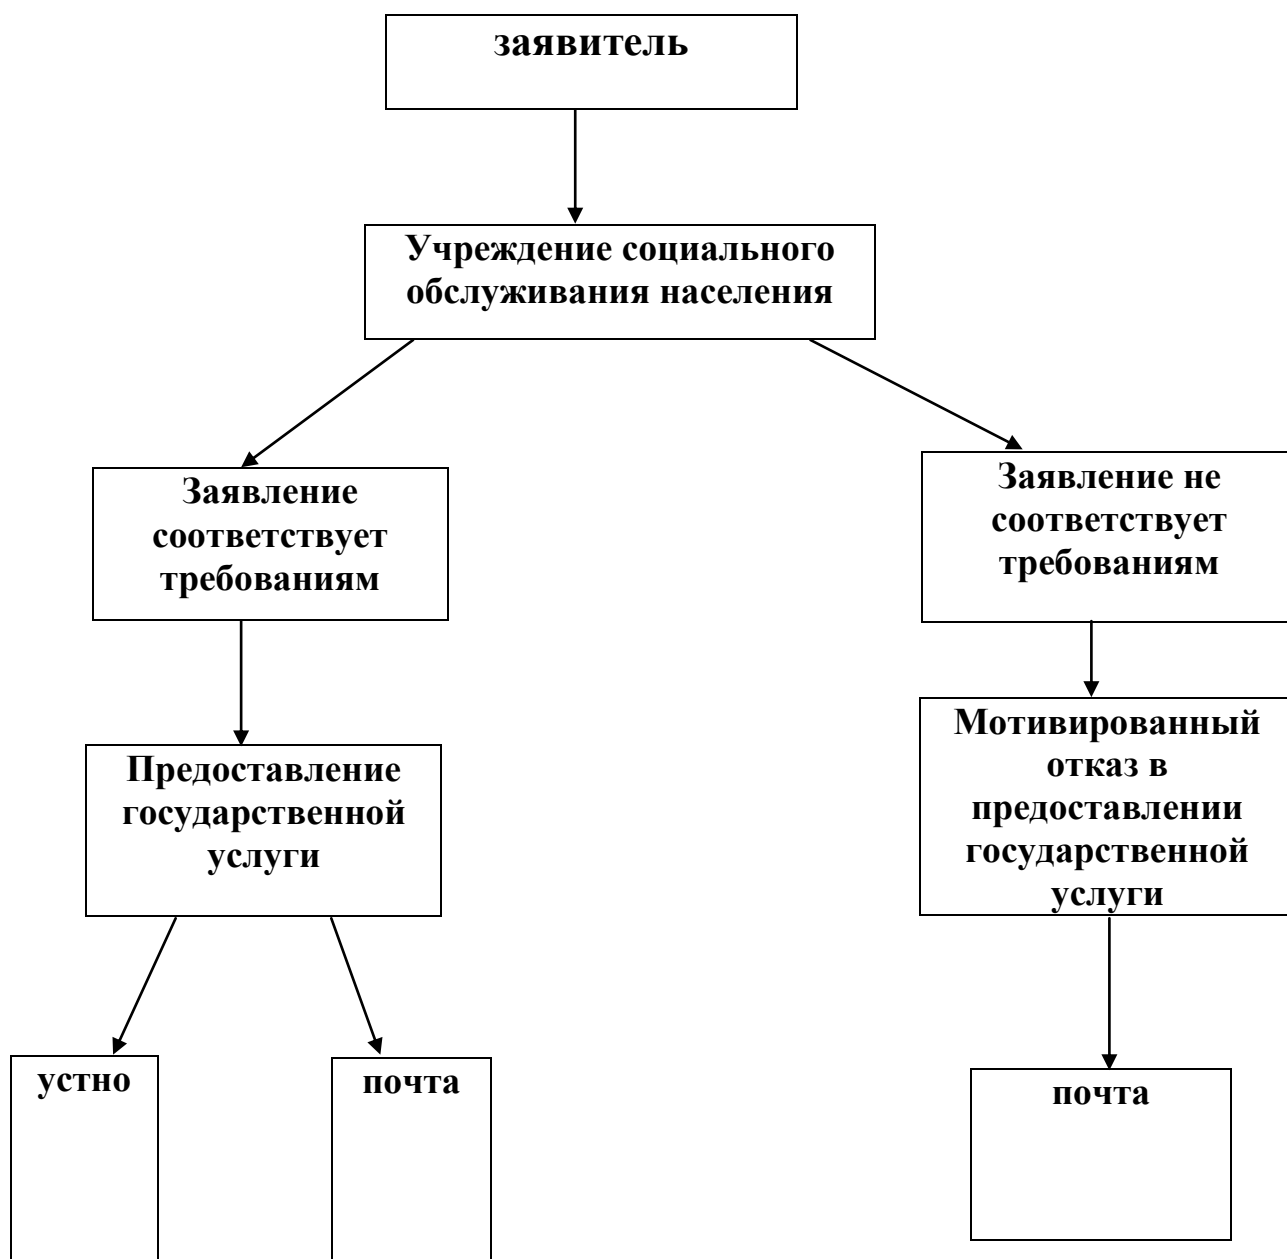 заявитель
Учреждение социального
обслуживания населения
Заявление
соответствует
требованиям
Заявление не
соответствует
требованиям
Предоставление
государственной
услуги
Мотивированный
отказ в
предоставлении
государственной
услуги
устно
почта
почта